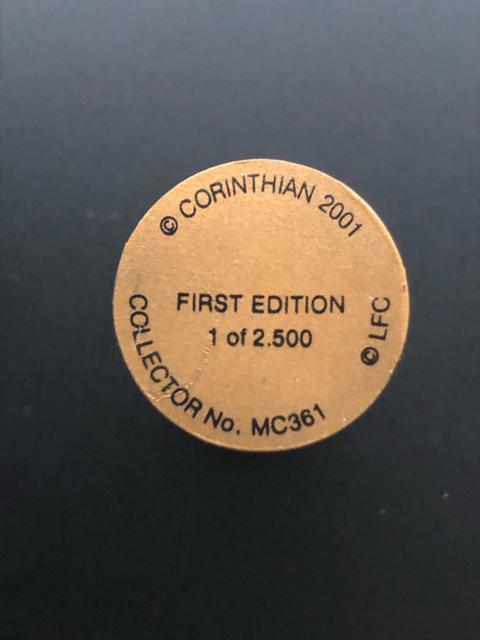 © CORINTHIAN 2001
FIRST EDITION
1 of 2.500
© LFC
COLLECTOR No. MC361